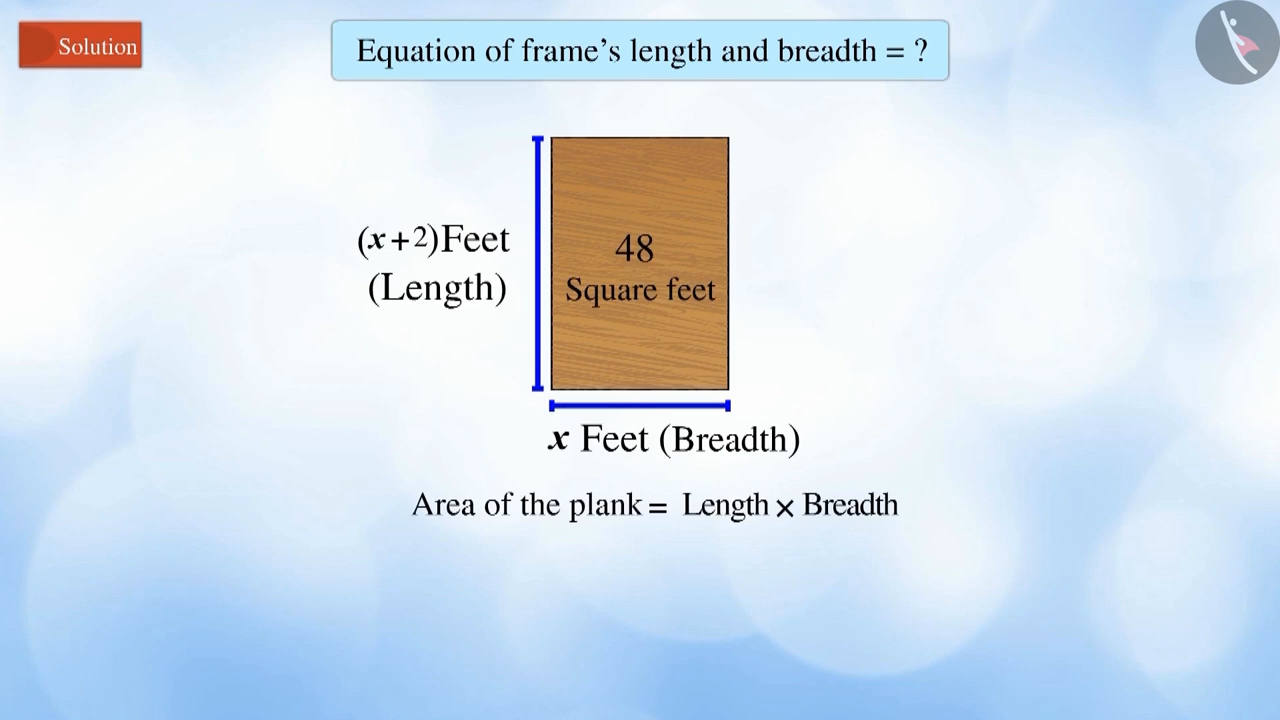 Solution
Equation of frame's length and breadth = ?
(x+2)Feet
(Length)
48
Square feet
x Feet (Breadth)
Area of the plank = Length × Breadth